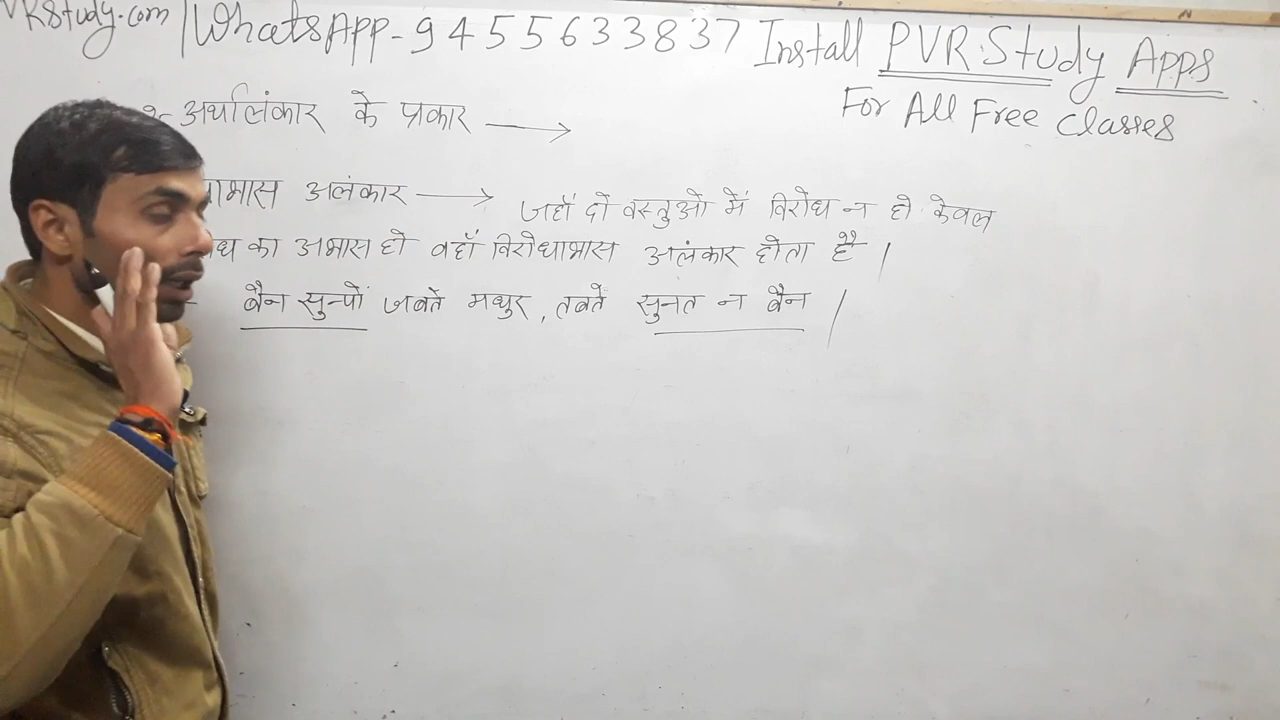 VRStudy.com | WhatsApp - 9455633837 Install PVR.Study Apps
For All Free Classes
अर्थालंकार के प्रकार →
भास अलंकार → जहाँ दो वस्तुओ में विरोध न हो केवल
ध का अभास हो वहाँ विरोधाभास अलंकार होता है।
बैन सुन्यों जबते मधुर, तबते सुनत न बैन।